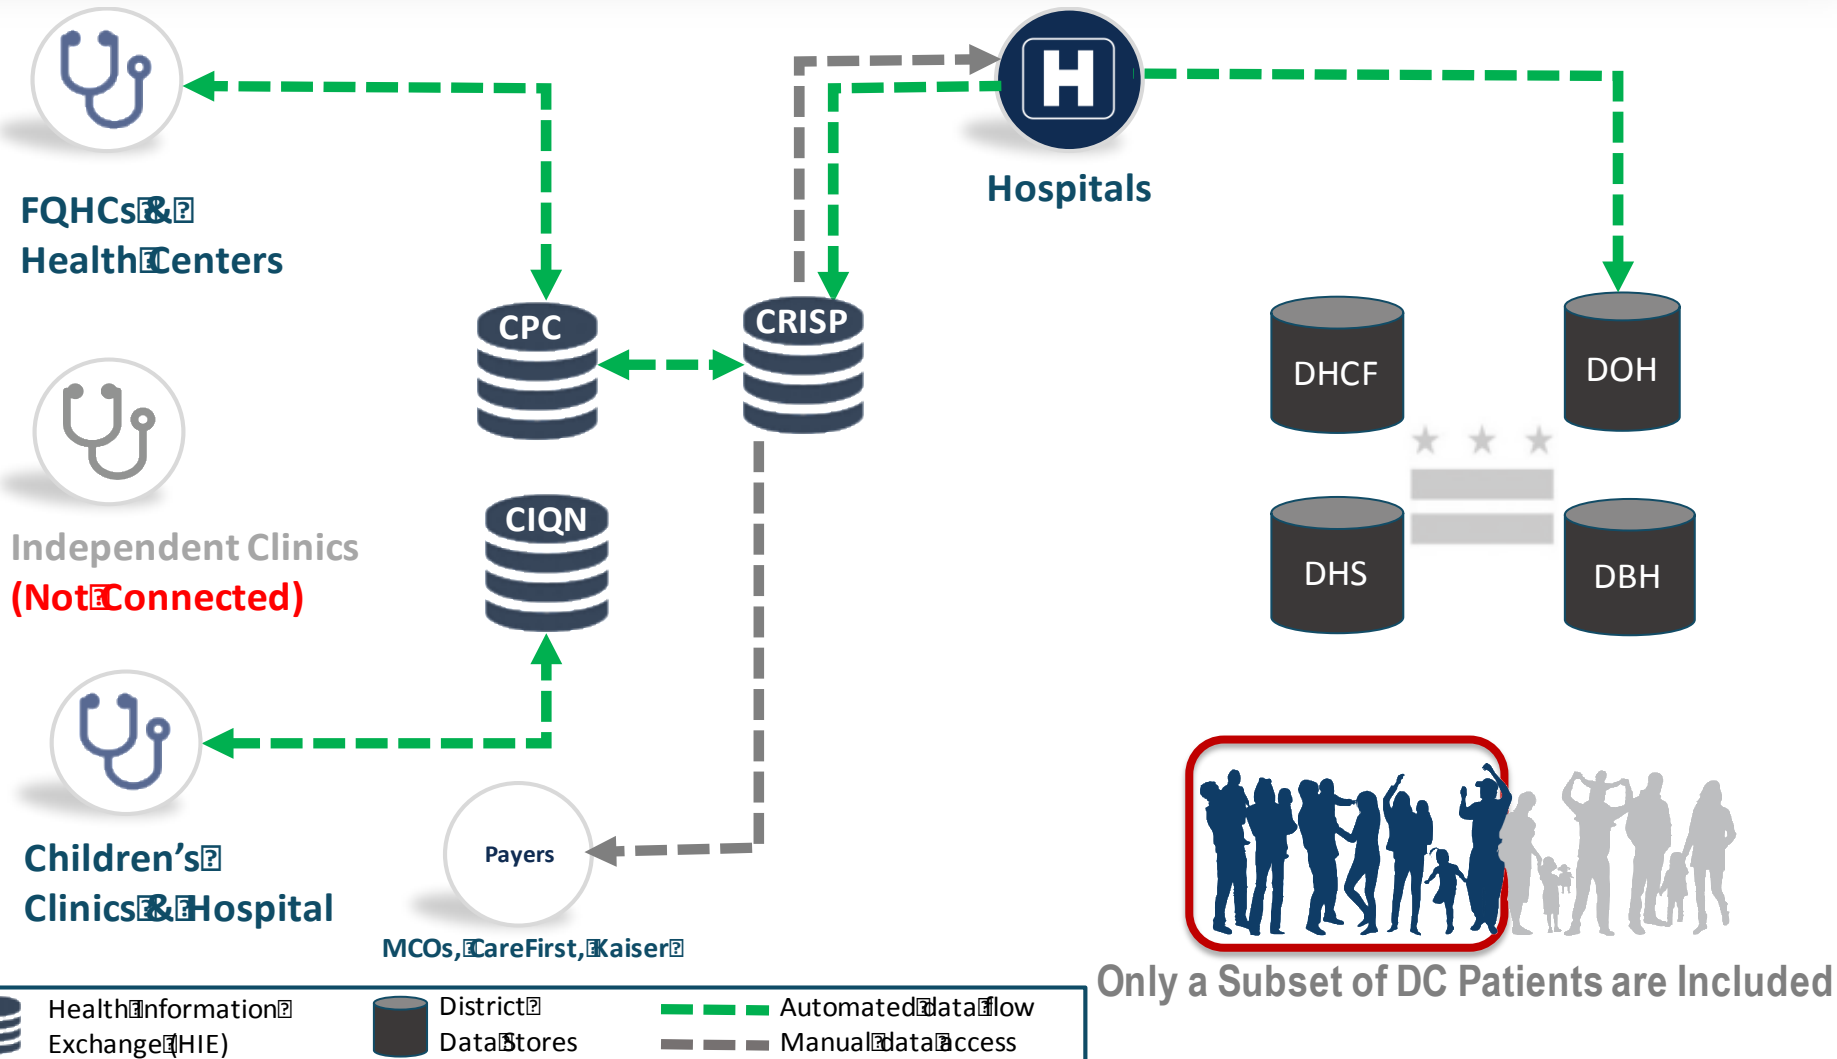 H
Hospitals
FQHCs &
Health Centers
CPC
CRISP
DHCF
DOH
Independent Clinics
(Not Connected)
CIQN
DHS
DBH
Children's
Clinics & Hospital
Payers
MCOs, CareFirst, Kaiser
Only a Subset of DC Patients are Included
Health Information
Exchange (HIE)
District
Data Stores
Automated data flow
Manual data access